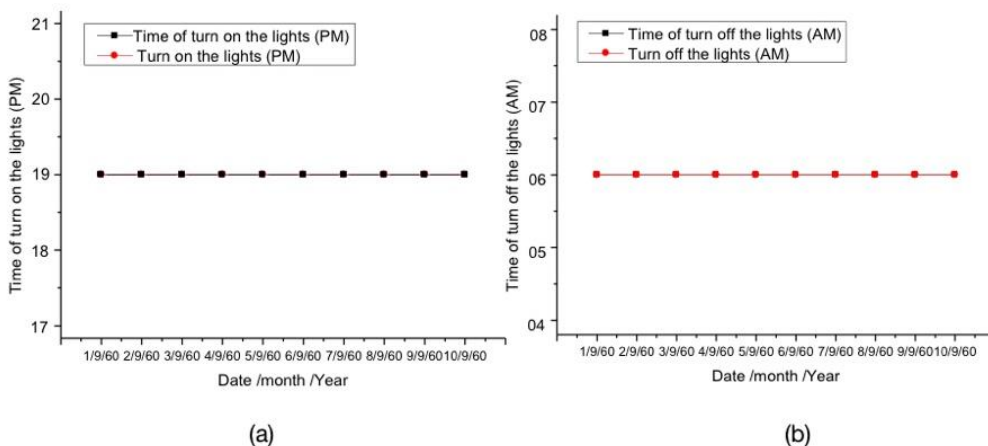 Time of turn on the lights (PM)
Turn on the lights (PM)
Time of turn on the lights (PM)
21
20
19
18
17
1/9/60 2/9/60 3/9/60 4/9/60 5/9/60 6/9/60 7/9/60 8/9/60 9/9/60 10/9/60
Date /month /Year
(a)
Time of turn off the lights (AM)
Turn off the lights (AM)
Time of turn off the lights (AM)
08
07
06
05
04
1/9/60 2/9/60 3/9/60 4/9/60 5/9/60 6/9/60 7/9/60 8/9/60 9/9/60 10/9/60
Date /month /Year
(b)